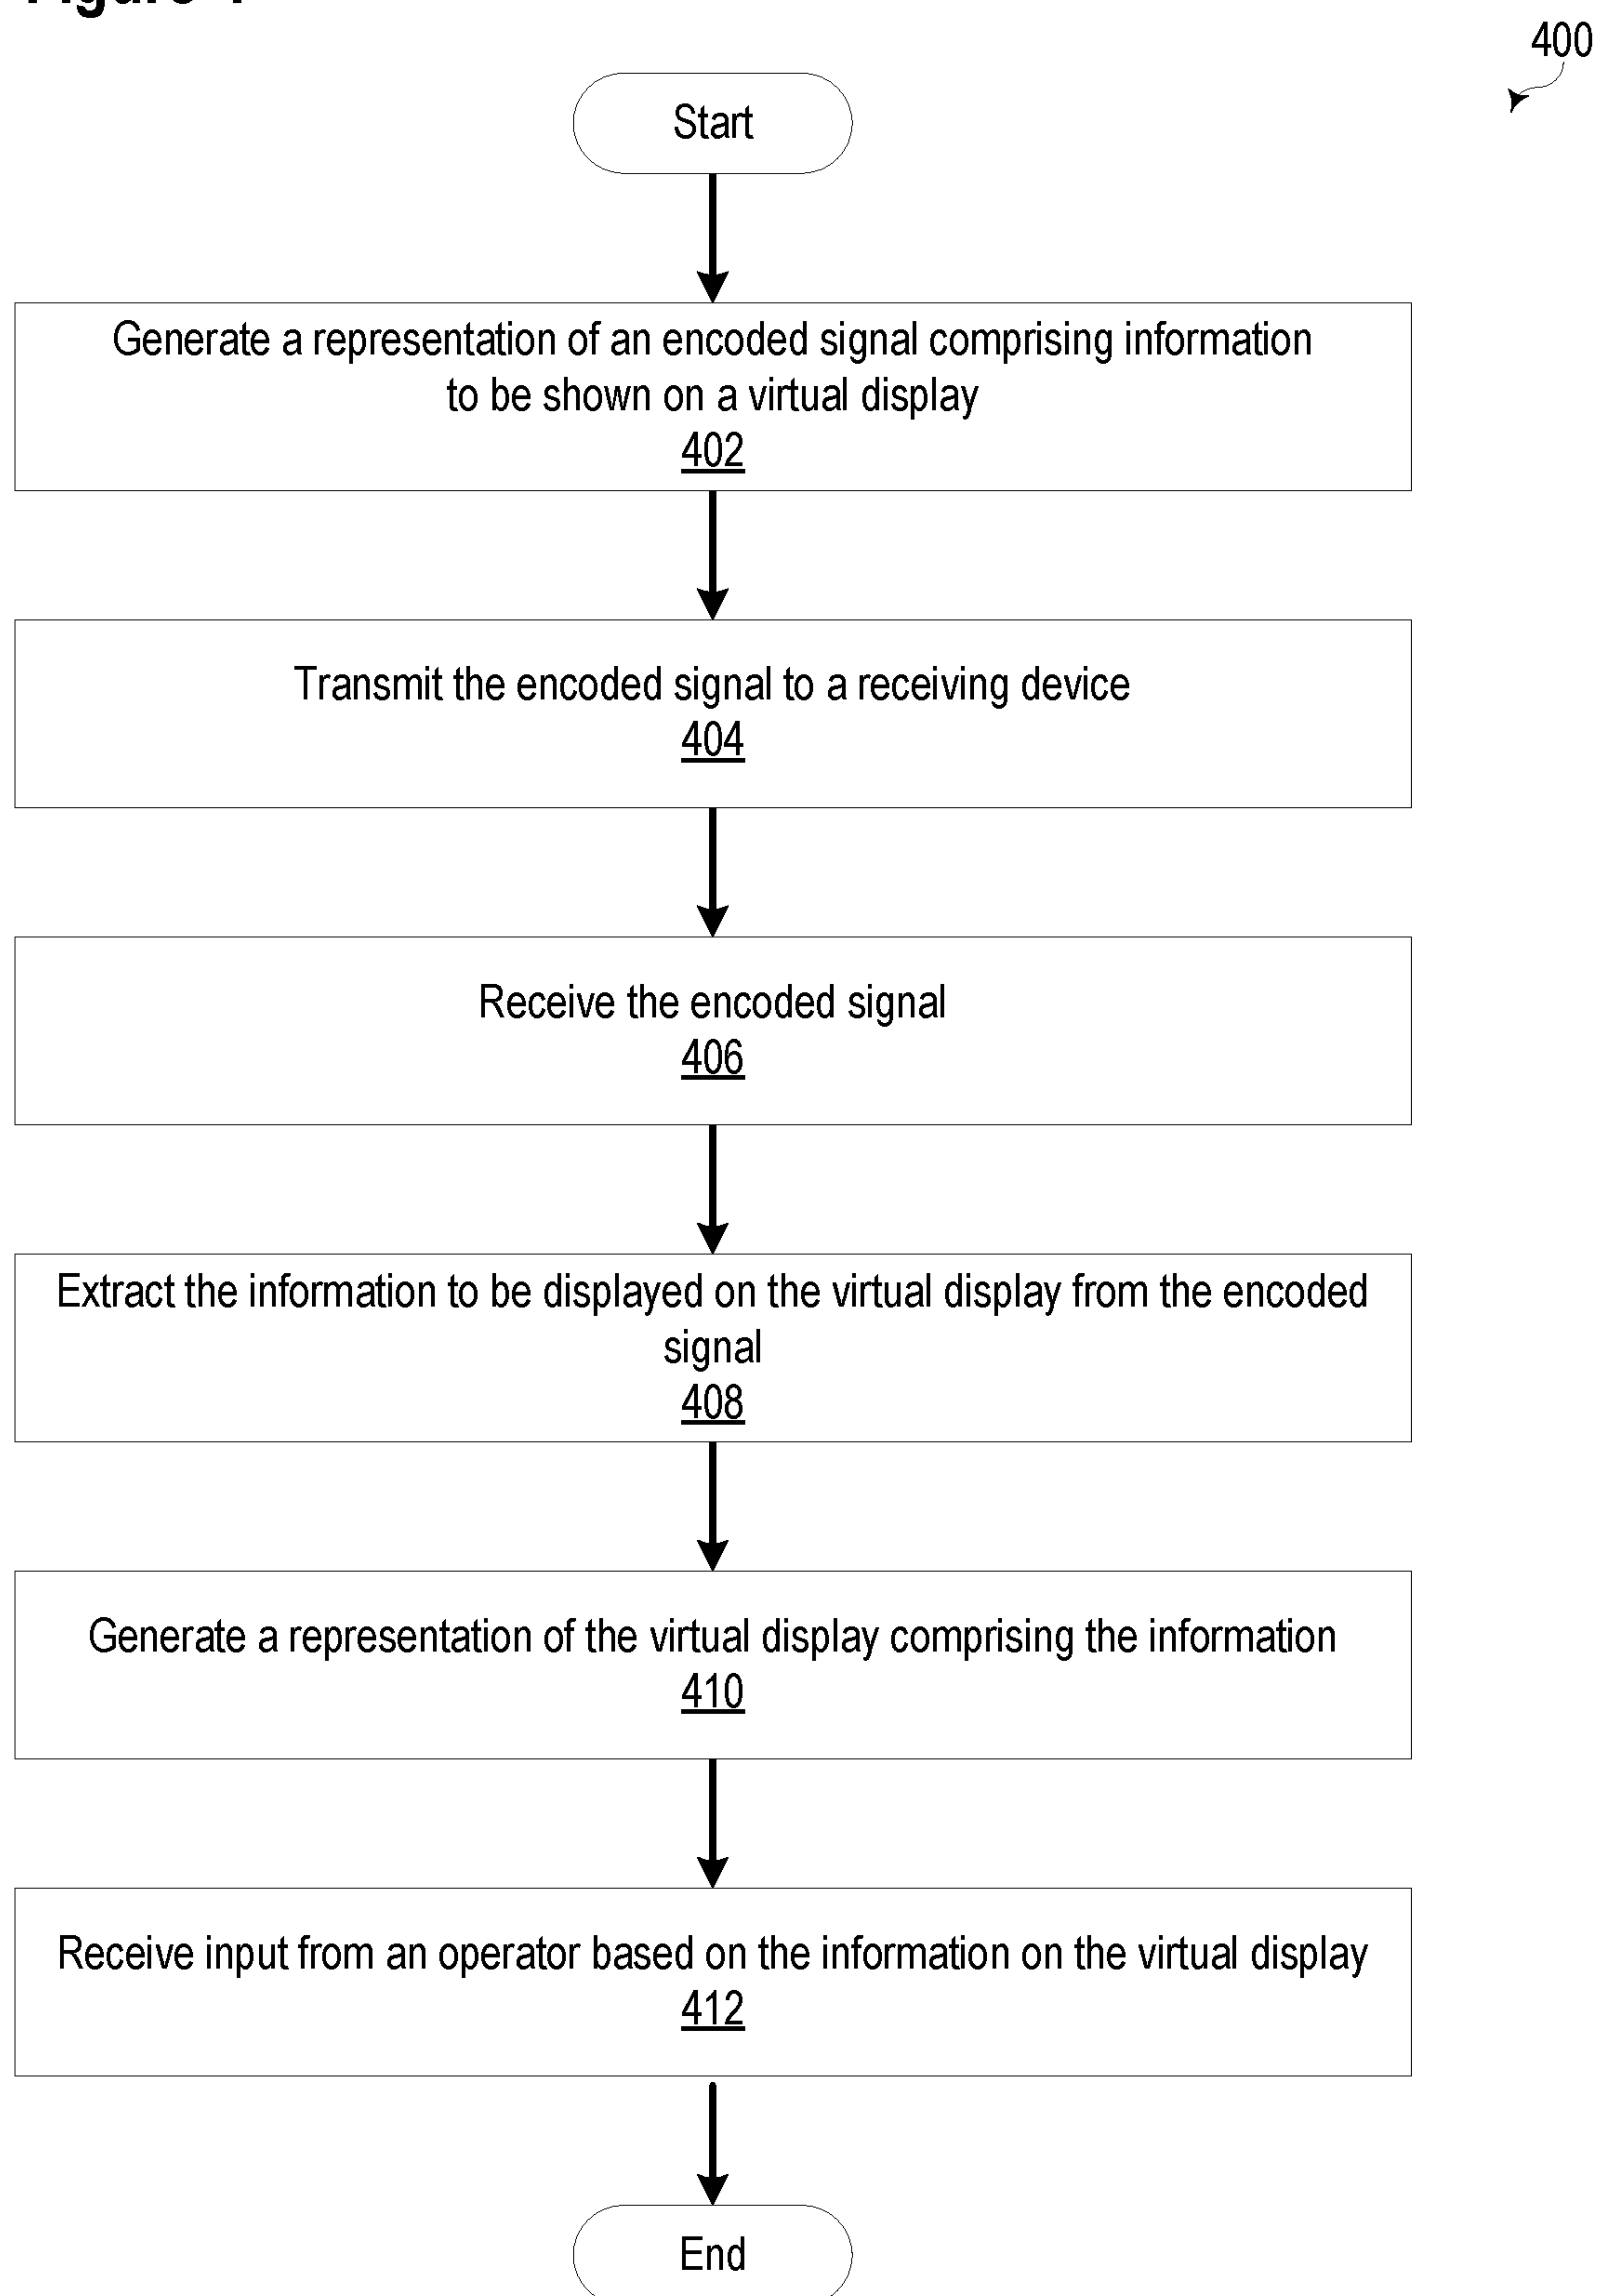 400
Start
Generate a representation of an encoded signal comprising information
to be shown on a virtual display
402
Transmit the encoded signal to a receiving device
404
Receive the encoded signal
406
Extract the information to be displayed on the virtual display from the encoded
signal
408
Generate a representation of the virtual display comprising the information
410
Receive input from an operator based on the information on the virtual display
412
End